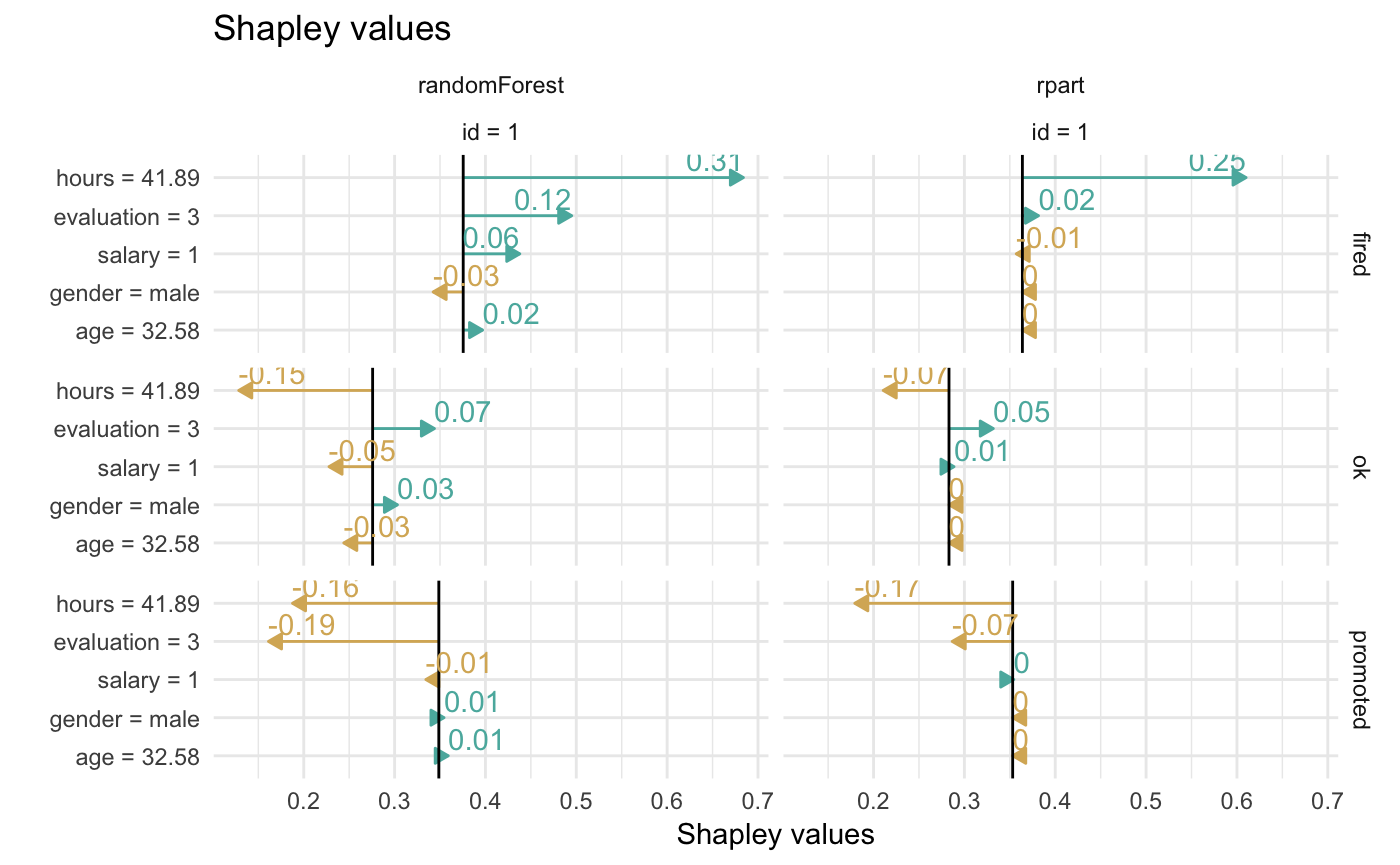 Shapley values
randomForest rpart
id = 1 id = 1
hours = 41.89 0.31 0.25
evaluation = 3 0.12 0.02
salary = 1 0.06 -0.01
gender = male -0.03 0
age = 32.58 0.02 0
fired
hours = 41.89 -0.15 -0.07
evaluation = 3 0.07 0.05
salary = 1 -0.05 0.01
gender = male 0.03 0
age = 32.58 -0.03 0
ok
hours = 41.89 -0.16 -0.17
evaluation = 3 -0.19 -0.07
salary = 1 -0.01 0
gender = male 0.01 0
age = 32.58 0.01 0
promoted
0.2 0.3 0.4 0.5 0.6 0.7 0.2 0.3 0.4 0.5 0.6 0.7
Shapley values